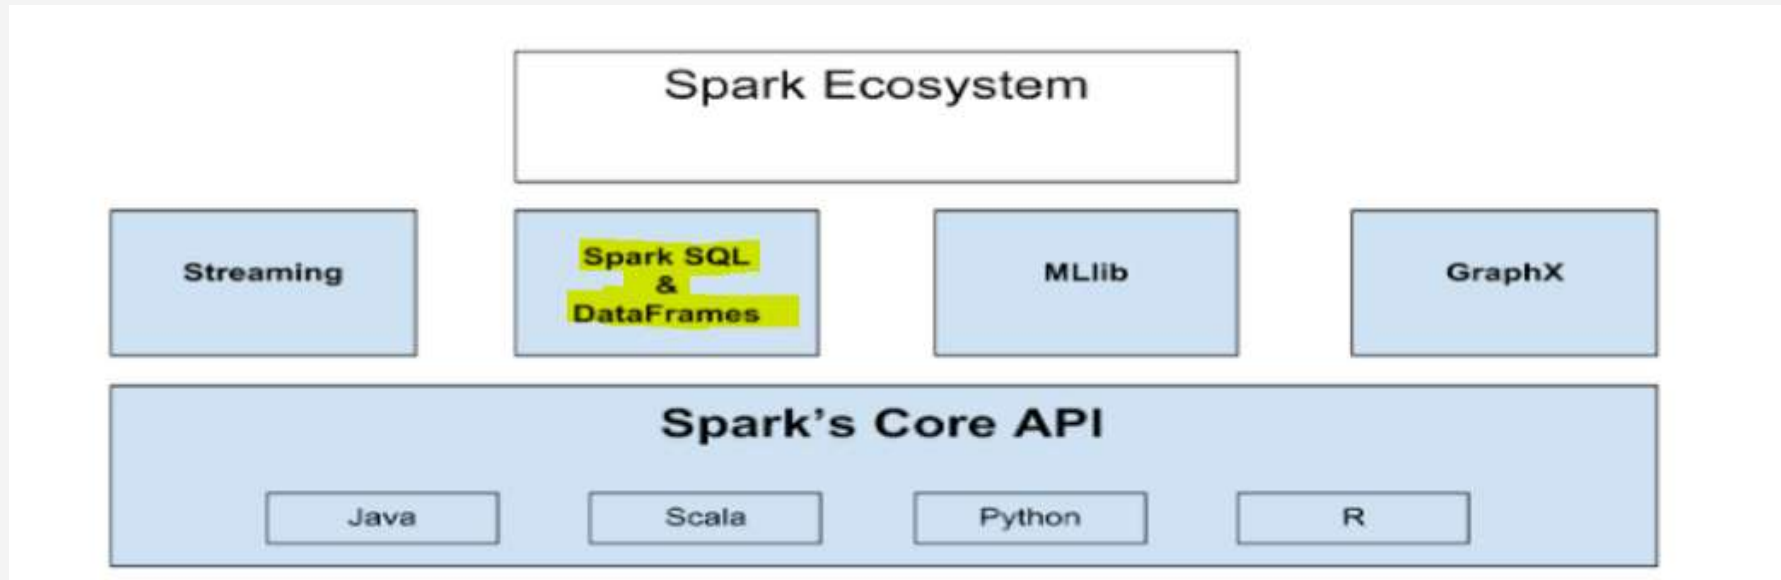 Spark Ecosystem
Streaming
Spark SQL
&
DataFrames
MLlib
GraphX
Spark's Core API
Java
Scala
Python
R